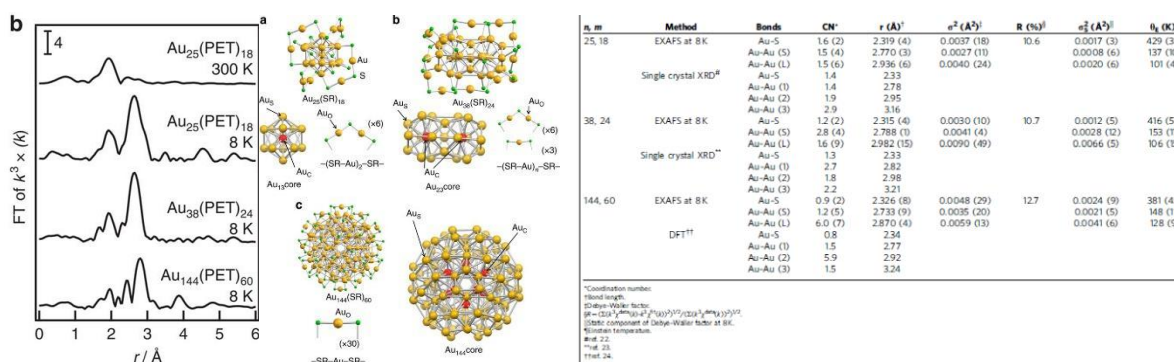 b
4
Au25(PET)18
300 K
Au25(PET)18
8 K
Au38(PET)24
8 K
Au144(PET)60
8 K
FT of k3 × (k)
0 1 2 3 4 5 6
r / Å
a
Au
S
Au25(SR)18
AuS
AuO
(×6)
AuC
–(SR–Au)2–SR–
Au13core
b
Au38(SR)24
AuS
AuO
(×6)
(×3)
AuC
–(SR–Au)n–SR–
Au23core
c
Au144(SR)60
AuO
(×30)
–SR–Au–SR–
AuS
AuC
Au144core
n, m Method Bonds CN* r (Å)† σ2 (Å2)‡ R (%)§ σ2S (Å2)|| θE (K)
25, 18 EXAFS at 8 K Au–S 1.6 (2) 2.319 (4) 0.0037 (18) 10.6 0.0017 (3) 429 (3
Au–Au (S) 1.5 (4) 2.770 (3) 0.0027 (11) 0.0008 (6) 137 (10
Au–Au (L) 1.5 (6) 2.936 (6) 0.0040 (24) 0.0020 (6) 101 (4
Single crystal XRD# Au–S 1.4 2.33
Au–Au (1) 1.4 2.78
Au–Au (2) 1.9 2.95
Au–Au (3) 2.9 3.16
38, 24 EXAFS at 8 K Au–S 1.2 (2) 2.315 (4) 0.0030 (10) 10.7 0.0012 (5) 416 (5
Au–Au (S) 2.8 (4) 2.788 (1) 0.0041 (4) 0.0028 (12) 153 (1
Au–Au (L) 1.6 (9) 2.982 (15) 0.0090 (49) 0.0066 (5) 106 (1
Single crystal XRD** Au–S 1.3 2.33
Au–Au (1) 2.7 2.82
Au–Au (2) 1.8 2.98
Au–Au (3) 2.2 3.21
144, 60 EXAFS at 8 K Au–S 0.9 (2) 2.326 (8) 0.0048 (29) 12.7 0.0024 (9) 381 (4
Au–Au (S) 1.2 (5) 2.733 (9) 0.0035 (20) 0.0021 (5) 148 (1
Au–Au (L) 6.0 (7) 2.870 (4) 0.0059 (13) 0.0041 (6) 128 (9
DFT†† Au–S 0.8 2.34
Au–Au (1) 1.5 2.77
Au–Au (2) 5.9 2.92
Au–Au (3) 1.5 3.24
*Coordination number.
†Bond length.
‡Debye–Waller factor.
||Static component of Debye–Waller factor at 8K.
¶Einstein temperature.
#ref. 22.
**ref. 23.
††ref. 24.